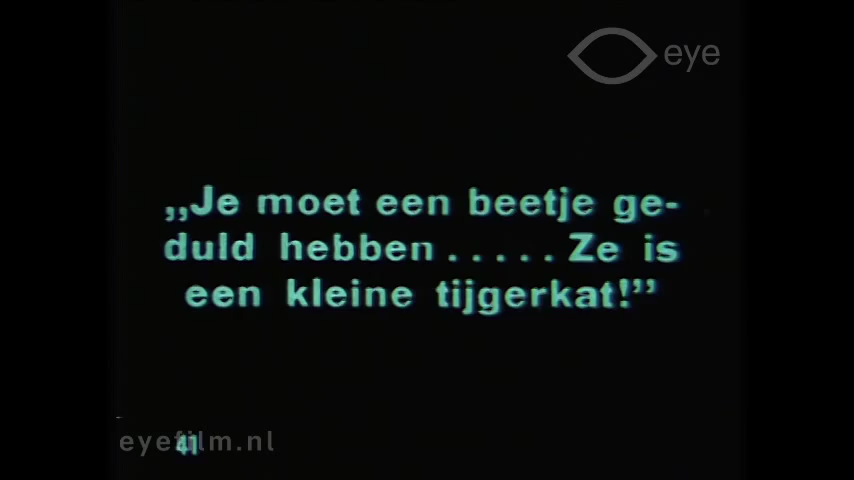 eye
„Je moet een beetje ge-
duld hebben ..... Ze is
een kleine tijgerkat!”
eyefilm.nl
41